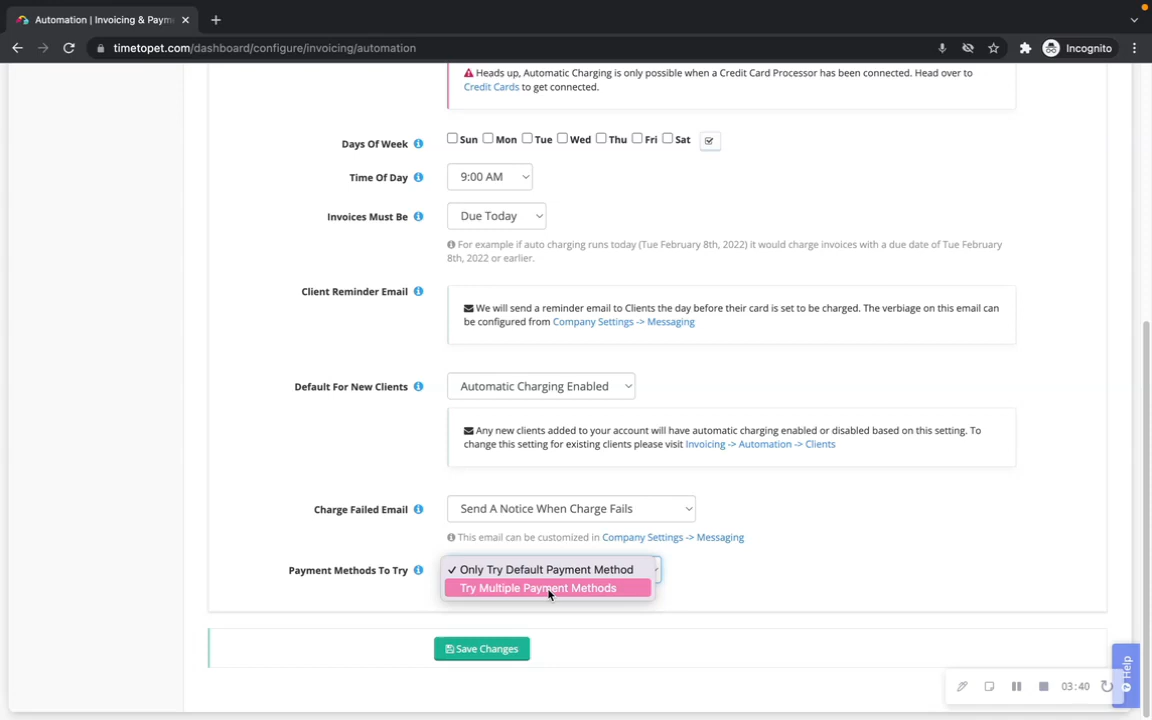 Automation | Invoicing & Paym
timetopet.com/dashboard/configure/invoicing/automation
Incognito
Heads up, Automatic Charging is only possible when a Credit Card Processor has been connected. Head over to
Credit Cards to get connected.
Days Of Week
Sun Mon Tue Wed Thu Fri Sat
Time Of Day
9:00 AM
Invoices Must Be
Due Today
For example if auto charging runs today (Tue February 8th, 2022) it would charge invoices with a due date of Tue February
8th, 2022 or earlier.
Client Reminder Email
We will send a reminder email to Clients the day before their card is set to be charged. The verbiage on this email can
be configured from Company Settings -> Messaging
Default For New Clients
Automatic Charging Enabled
Any new clients added to your account will have automatic charging enabled or disabled based on this setting. To
change this setting for existing clients please visit Invoicing -> Automation -> Clients
Charge Failed Email
Send A Notice When Charge Fails
This email can be customized in Company Settings -> Messaging
Payment Methods To Try
Only Try Default Payment Method
Try Multiple Payment Methods
Save Changes
Help
03:40